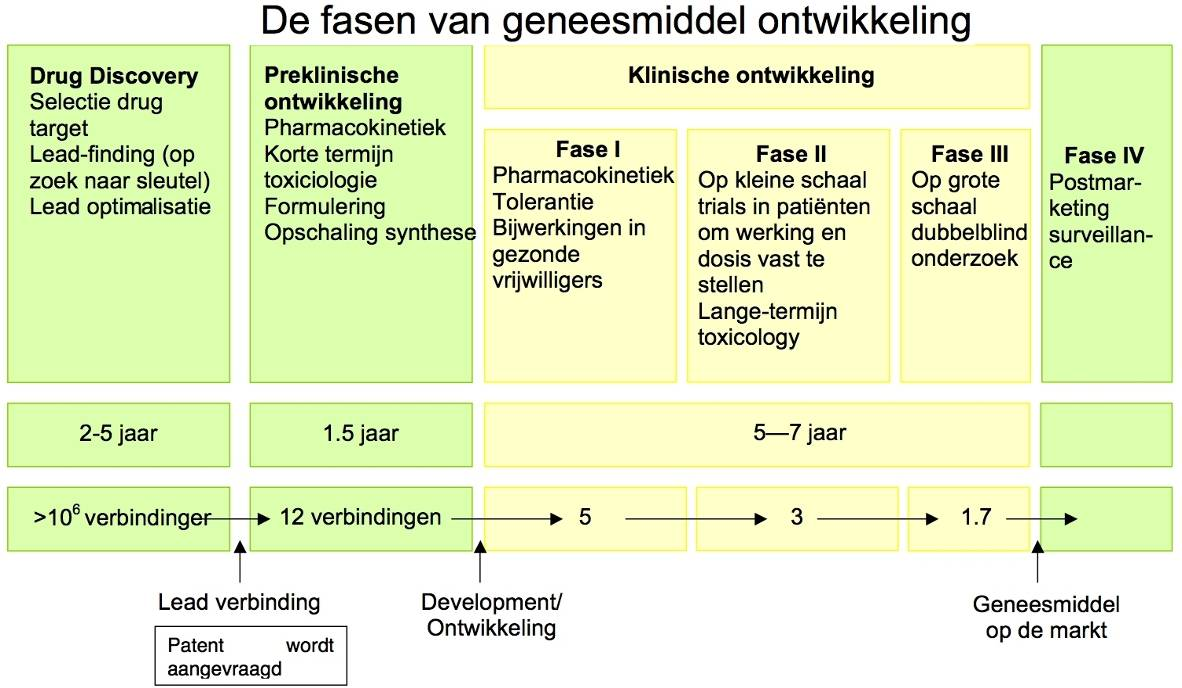 De fasen van geneesmiddel ontwikkeling
Drug Discovery
Selectie drug
target
Lead-finding (op
zoek naar sleutel)
Lead optimalisatie
Preklinische
ontwikkeling
Pharmacokinetiek
Korte termijn
toxiciologie
Formulering
Opschaling synthese
Klinische ontwikkeling
Fase I
Pharmacokinetiek
Tolerantie
Bijwerkingen in
gezonde
vrijwilligers
Fase II
Op kleine schaal
trials in patiënten
om werking en
dosis vast te
stellen
Lange-termijn
toxicology
Fase III
Op grote
schaal
dubbelblind
onderzoek
Fase IV
Postmar-
keting
surveillan-
ce
2-5 jaar
1.5 jaar
5—7 jaar
>10⁶ verbindinger
12 verbindingen
5
3
1.7
Lead verbinding
Patent wordt
aangevraagd
Development/
Ontwikkeling
Geneesmiddel
op de markt